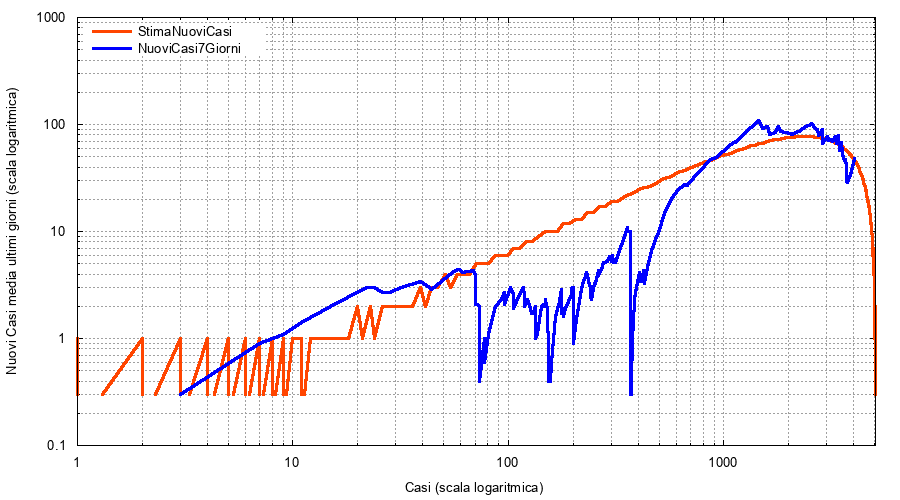 1000
StimaNuoviCasi
NuoviCasi7Giorni
100
10
1
0.1
Nuovi Casi media ultimi giorni (scala logaritmica)
1 10 100 1000
Casi (scala logaritmica)